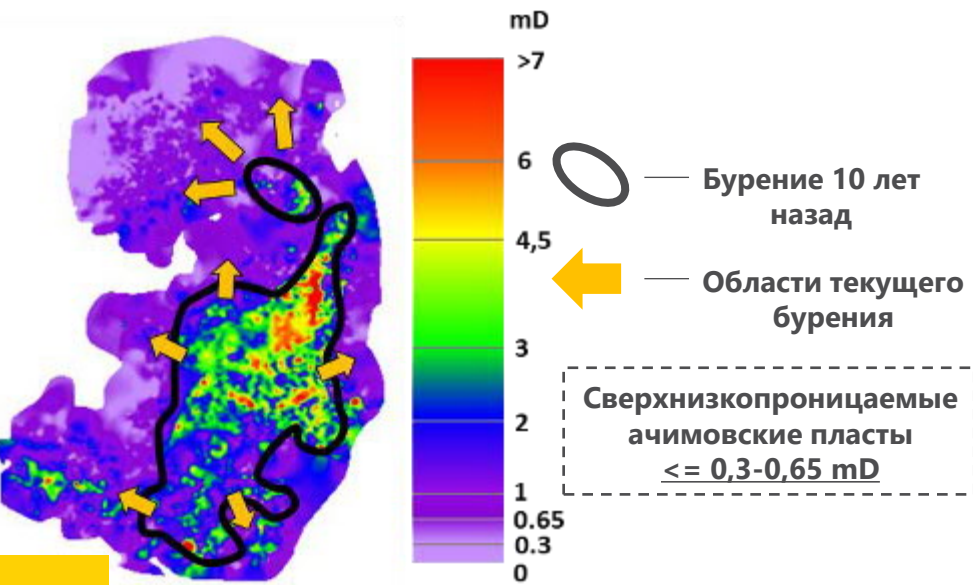 mD
>7
6
4,5
3
2
1
0.65
0.3
0
Бурение 10 лет
назад
Области текущего
бурения
Сверхнизкопроницаемые
ачимовские пласты
<= 0,3-0,65 mD